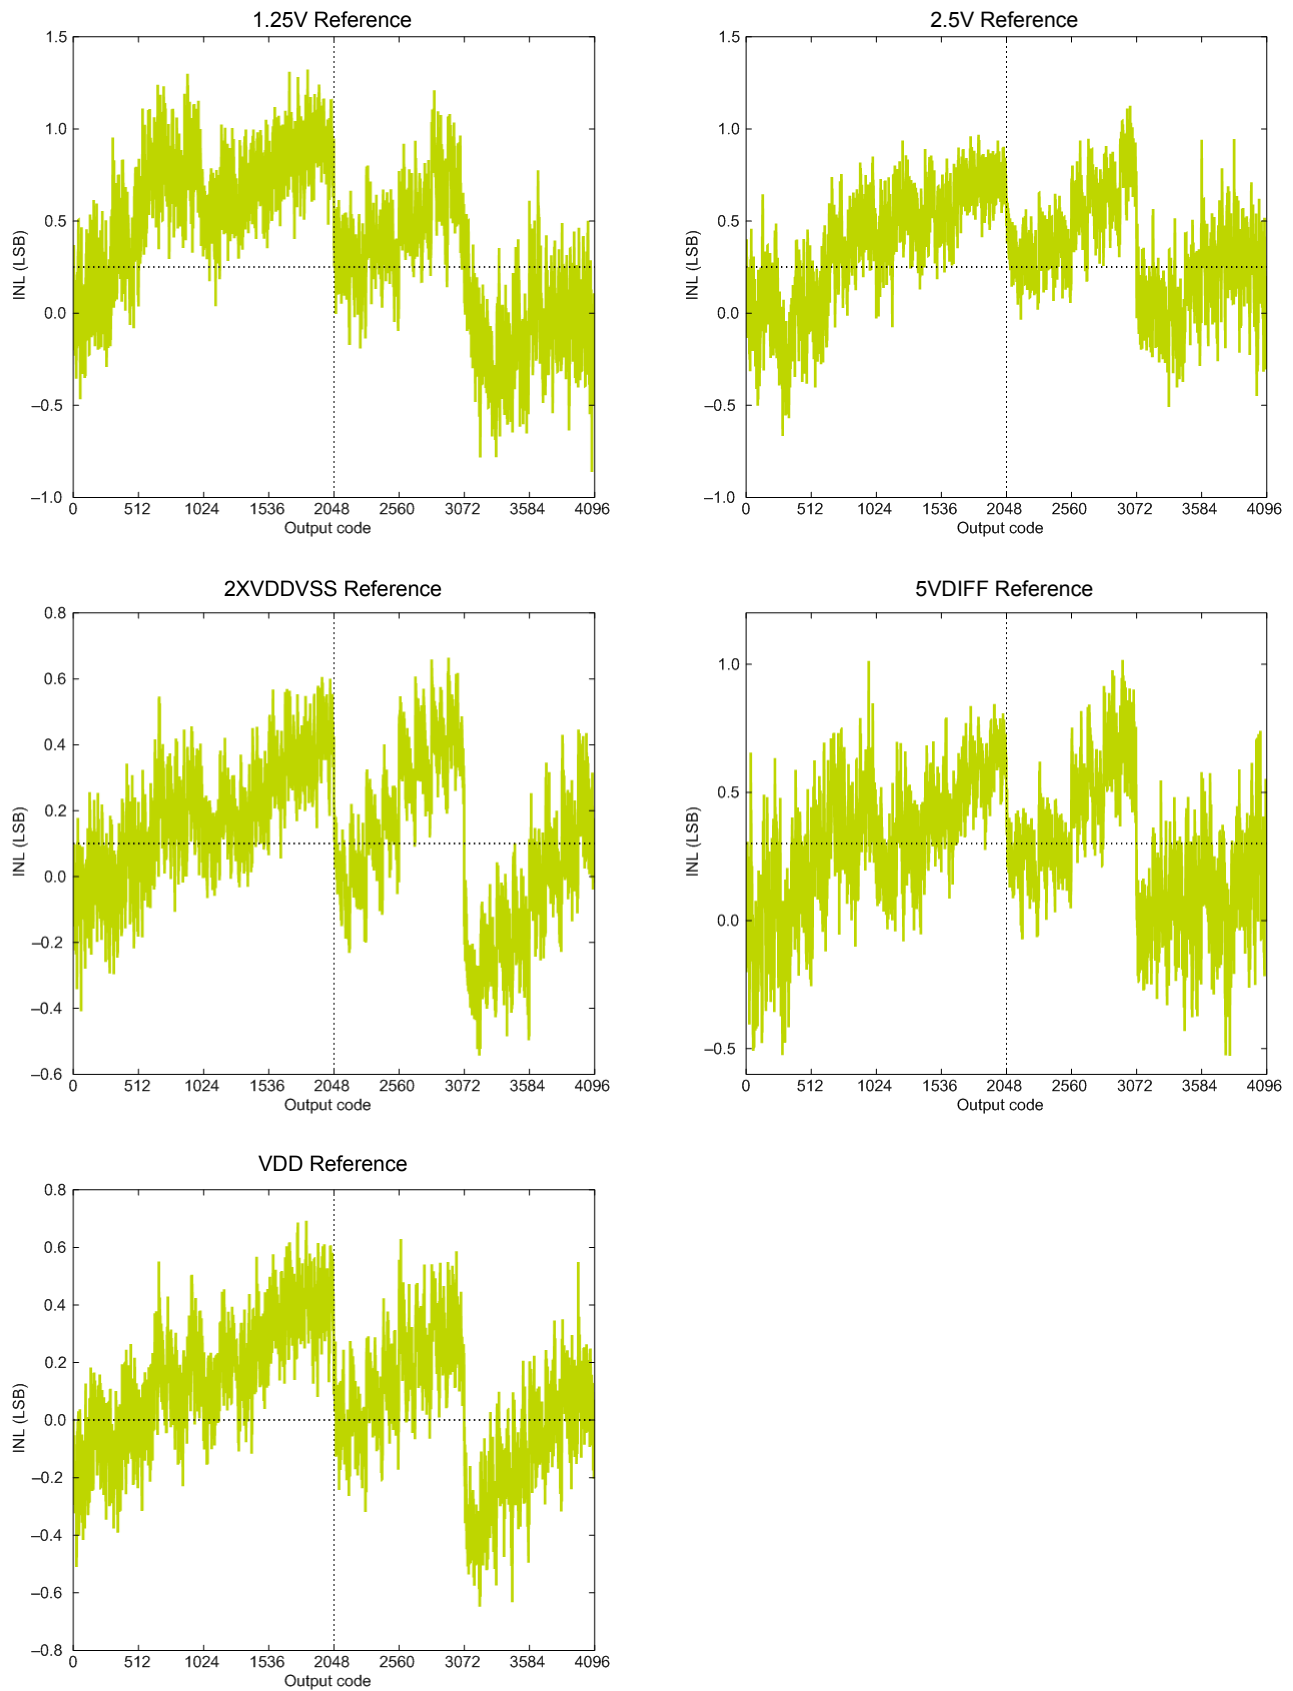 1.25V Reference
1.5
1.0
0.5
0.0
–0.5
–1.0
INL (LSB)
0 512 1024 1536 2048 2560 3072 3584 4096
Output code
2.5V Reference
1.5
1.0
0.5
0.0
–0.5
–1.0
INL (LSB)
0 512 1024 1536 2048 2560 3072 3584 4096
Output code
2XVDDVSS Reference
0.8
0.6
0.4
0.2
0.0
–0.2
–0.4
–0.6
INL (LSB)
0 512 1024 1536 2048 2560 3072 3584 4096
Output code
5VDIFF Reference
1.0
0.5
0.0
–0.5
INL (LSB)
0 512 1024 1536 2048 2560 3072 3584 4096
Output code
VDD Reference
0.8
0.6
0.4
0.2
0.0
–0.2
–0.4
–0.6
–0.8
INL (LSB)
0 512 1024 1536 2048 2560 3072 3584 4096
Output code